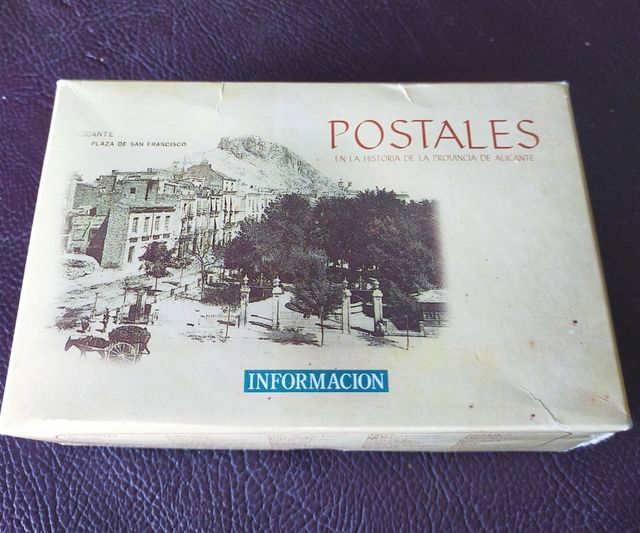 ALICANTE
PLAZA DE SAN FRANCISCO
POSTALES
EN LA HISTORIA DE LA PROVINCIA DE ALICANTE
INFORMACION